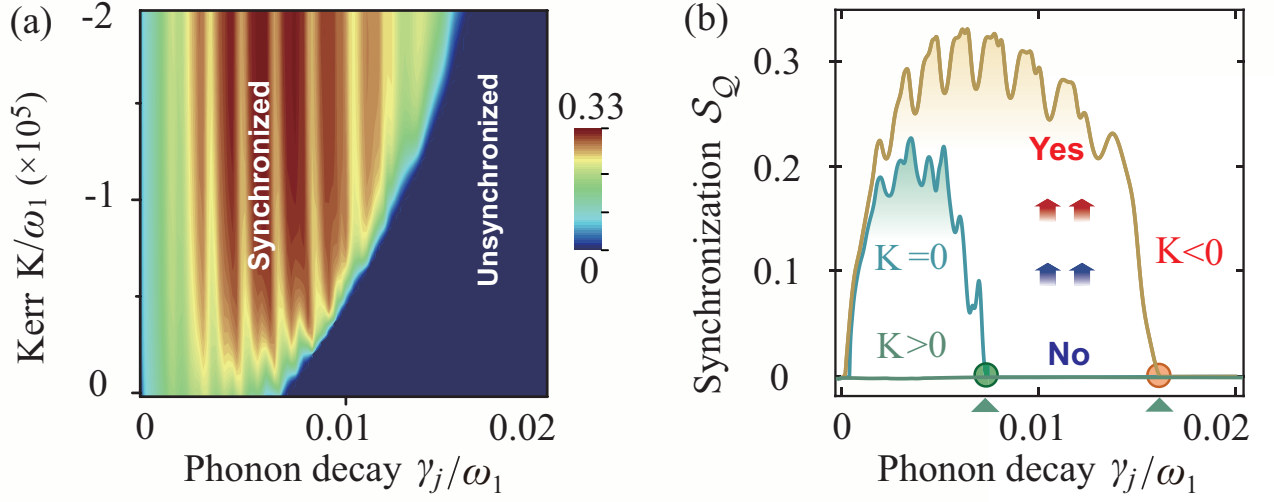 (a)
Kerr K/ω₁ (×10⁵)
-2
-1
0
Synchronized
Unsynchronized
0.33
0
0
0.01
0.02
Phonon decay γⱼ/ω₁
(b)
Synchronization 𝒮_𝒬
0.3
0.2
0.1
0
Yes
K=0
K<0
K>0
No
0
0.01
0.02
Phonon decay γⱼ/ω₁